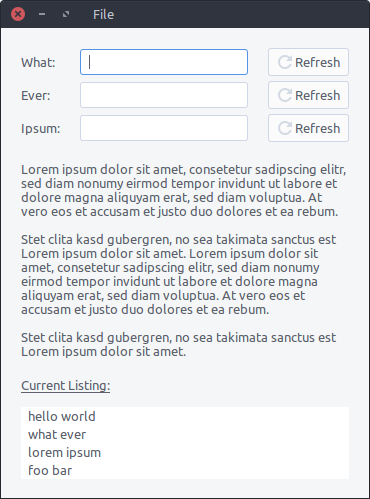 File
What: Refresh
Ever: Refresh
Ipsum: Refresh
Lorem ipsum dolor sit amet, consetetur sadipscing elitr,
sed diam nonumy eirmod tempor invidunt ut labore et
dolore magna aliquyam erat, sed diam voluptua. At
vero eos et accusam et justo duo dolores et ea rebum.
Stet clita kasd gubergren, no sea takimata sanctus est
Lorem ipsum dolor sit amet. Lorem ipsum dolor sit
amet, consetetur sadipscing elitr, sed diam nonumy
eirmod tempor invidunt ut labore et dolore magna
aliquyam erat, sed diam voluptua. At vero eos et
accusam et justo duo dolores et ea rebum.
Stet clita kasd gubergren, no sea takimata sanctus est
Lorem ipsum dolor sit amet.
Current Listing:
hello world
what ever
lorem ipsum
foo bar